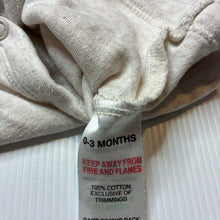 0-3 MONTHS
KEEP AWAY FROM
FIRE AND FLAMES
100% COTTON
EXCLUSIVE OF
TRIMMINGS